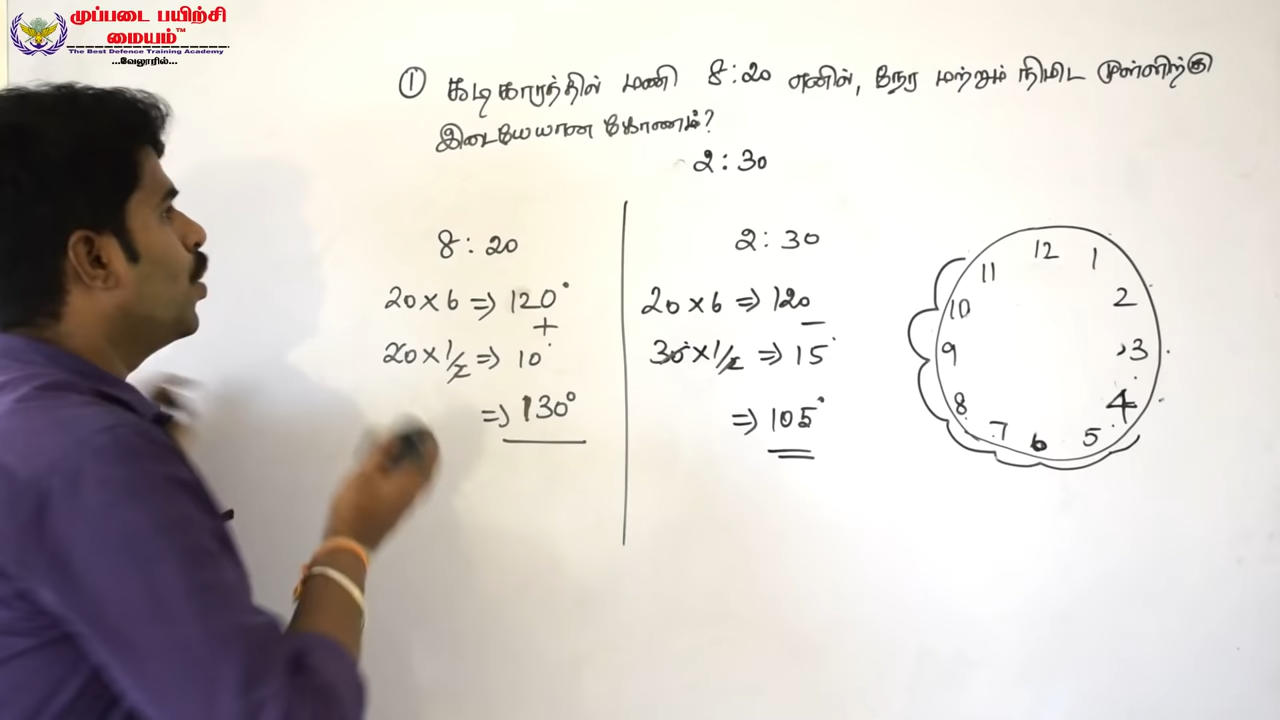 முப்படை பயிற்சி
மையம்™
The Best Defence Training Academy
...வேலூரில்...
① கடிகாரத்தில் மணி 8:20 எனில், நேர மற்றும் நிமிட முள்ளிற்கு
இடையேயான கோணம்?
2:30
8:20
20×6 => 120°
+
20×1/2 => 10°
=> 130°
2:30
20×6 => 120
–
30×1/2 => 15°
=> 105°
12
11
1
10
2
9
3
8
4
7
5
6